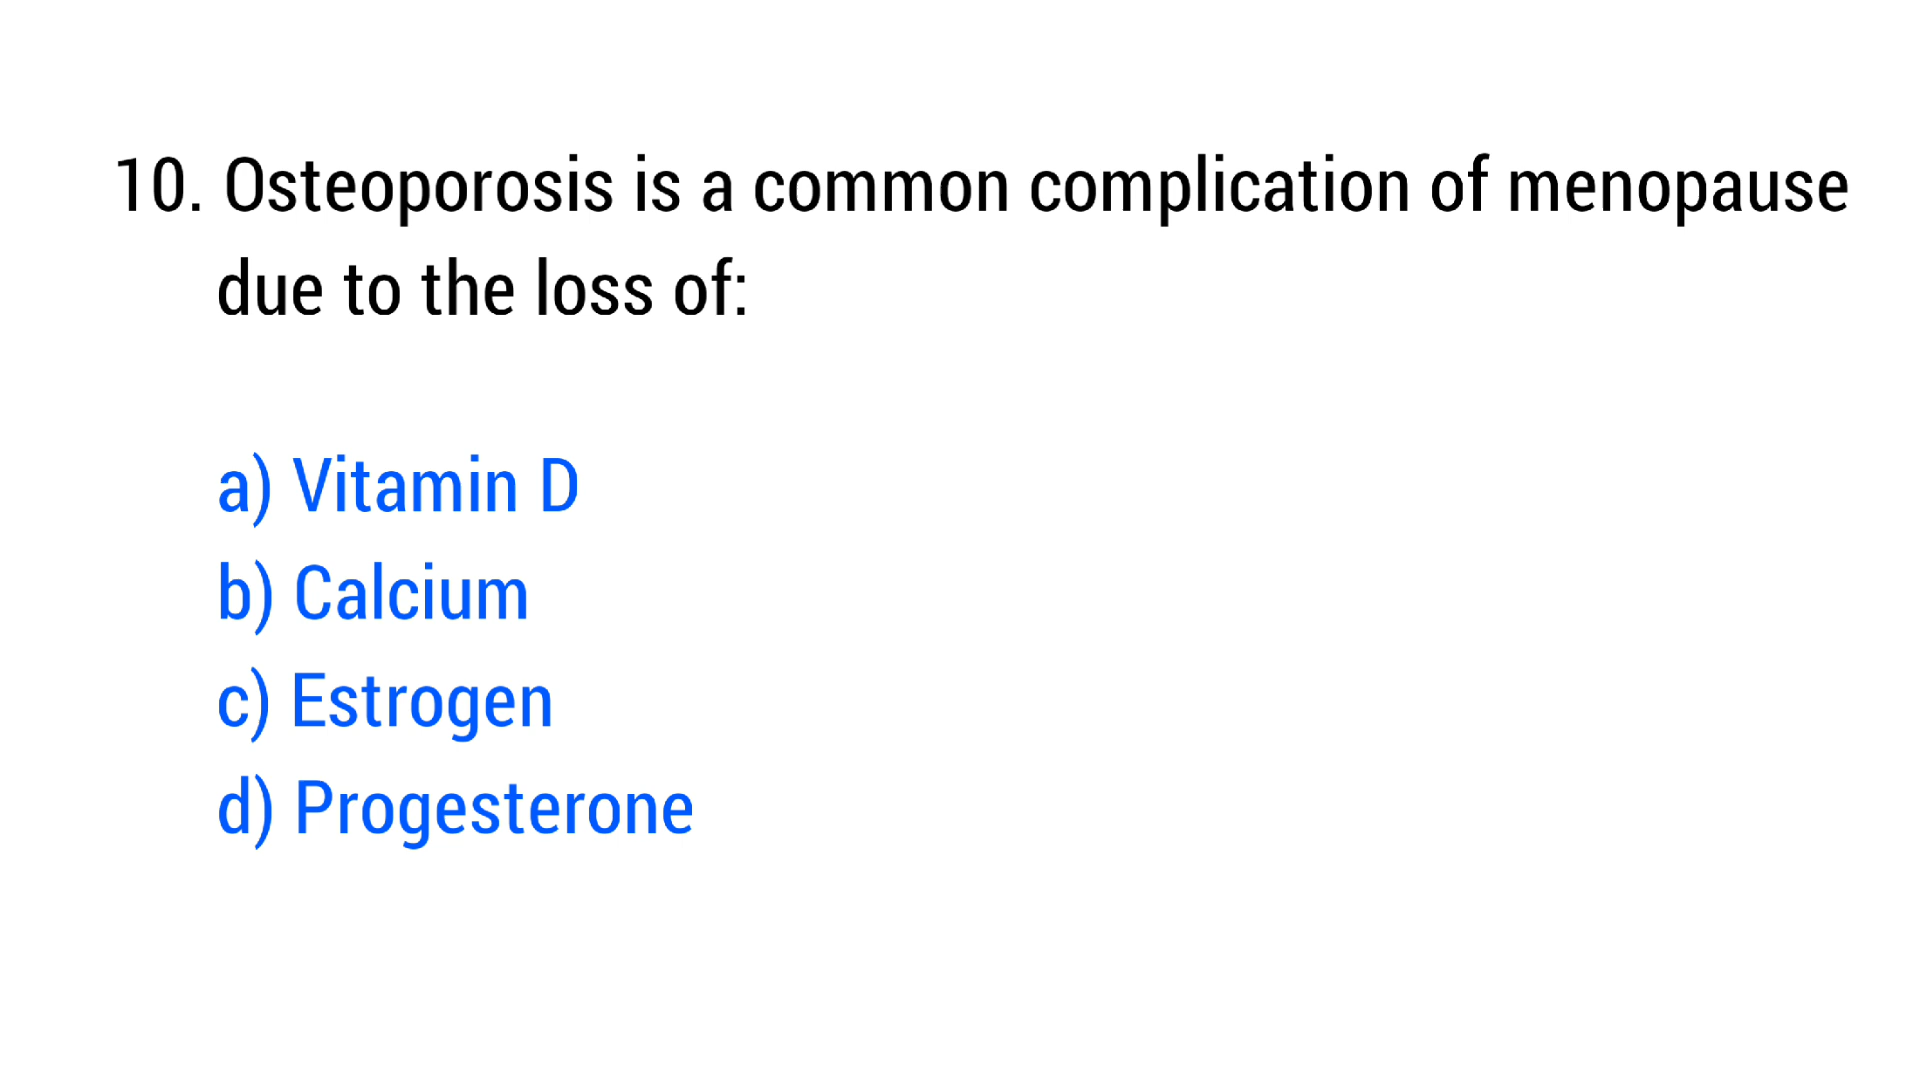 10. Osteoporosis is a common complication of menopause
due to the loss of:
a) Vitamin D
b) Calcium
c) Estrogen
d) Progesterone